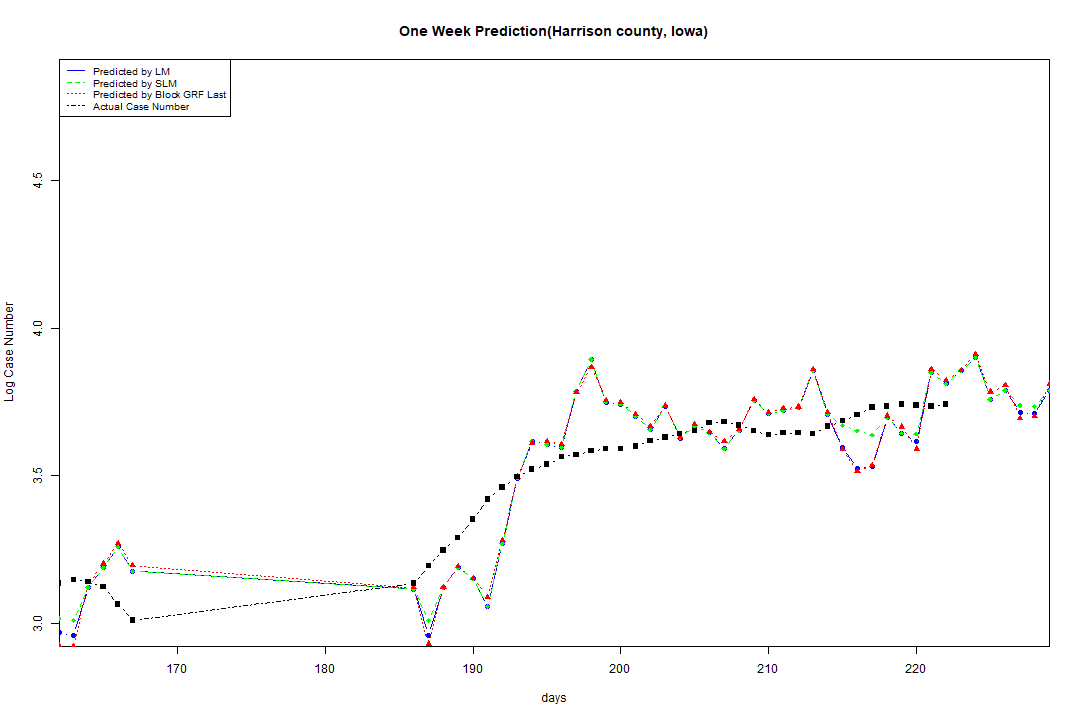 One Week Prediction(Harrison county, Iowa)
Predicted by LM
Predicted by SLM
Predicted by Block GRF Last
Actual Case Number
4.5
4.0
3.5
3.0
Log Case Number
170 180 190 200 210 220
days